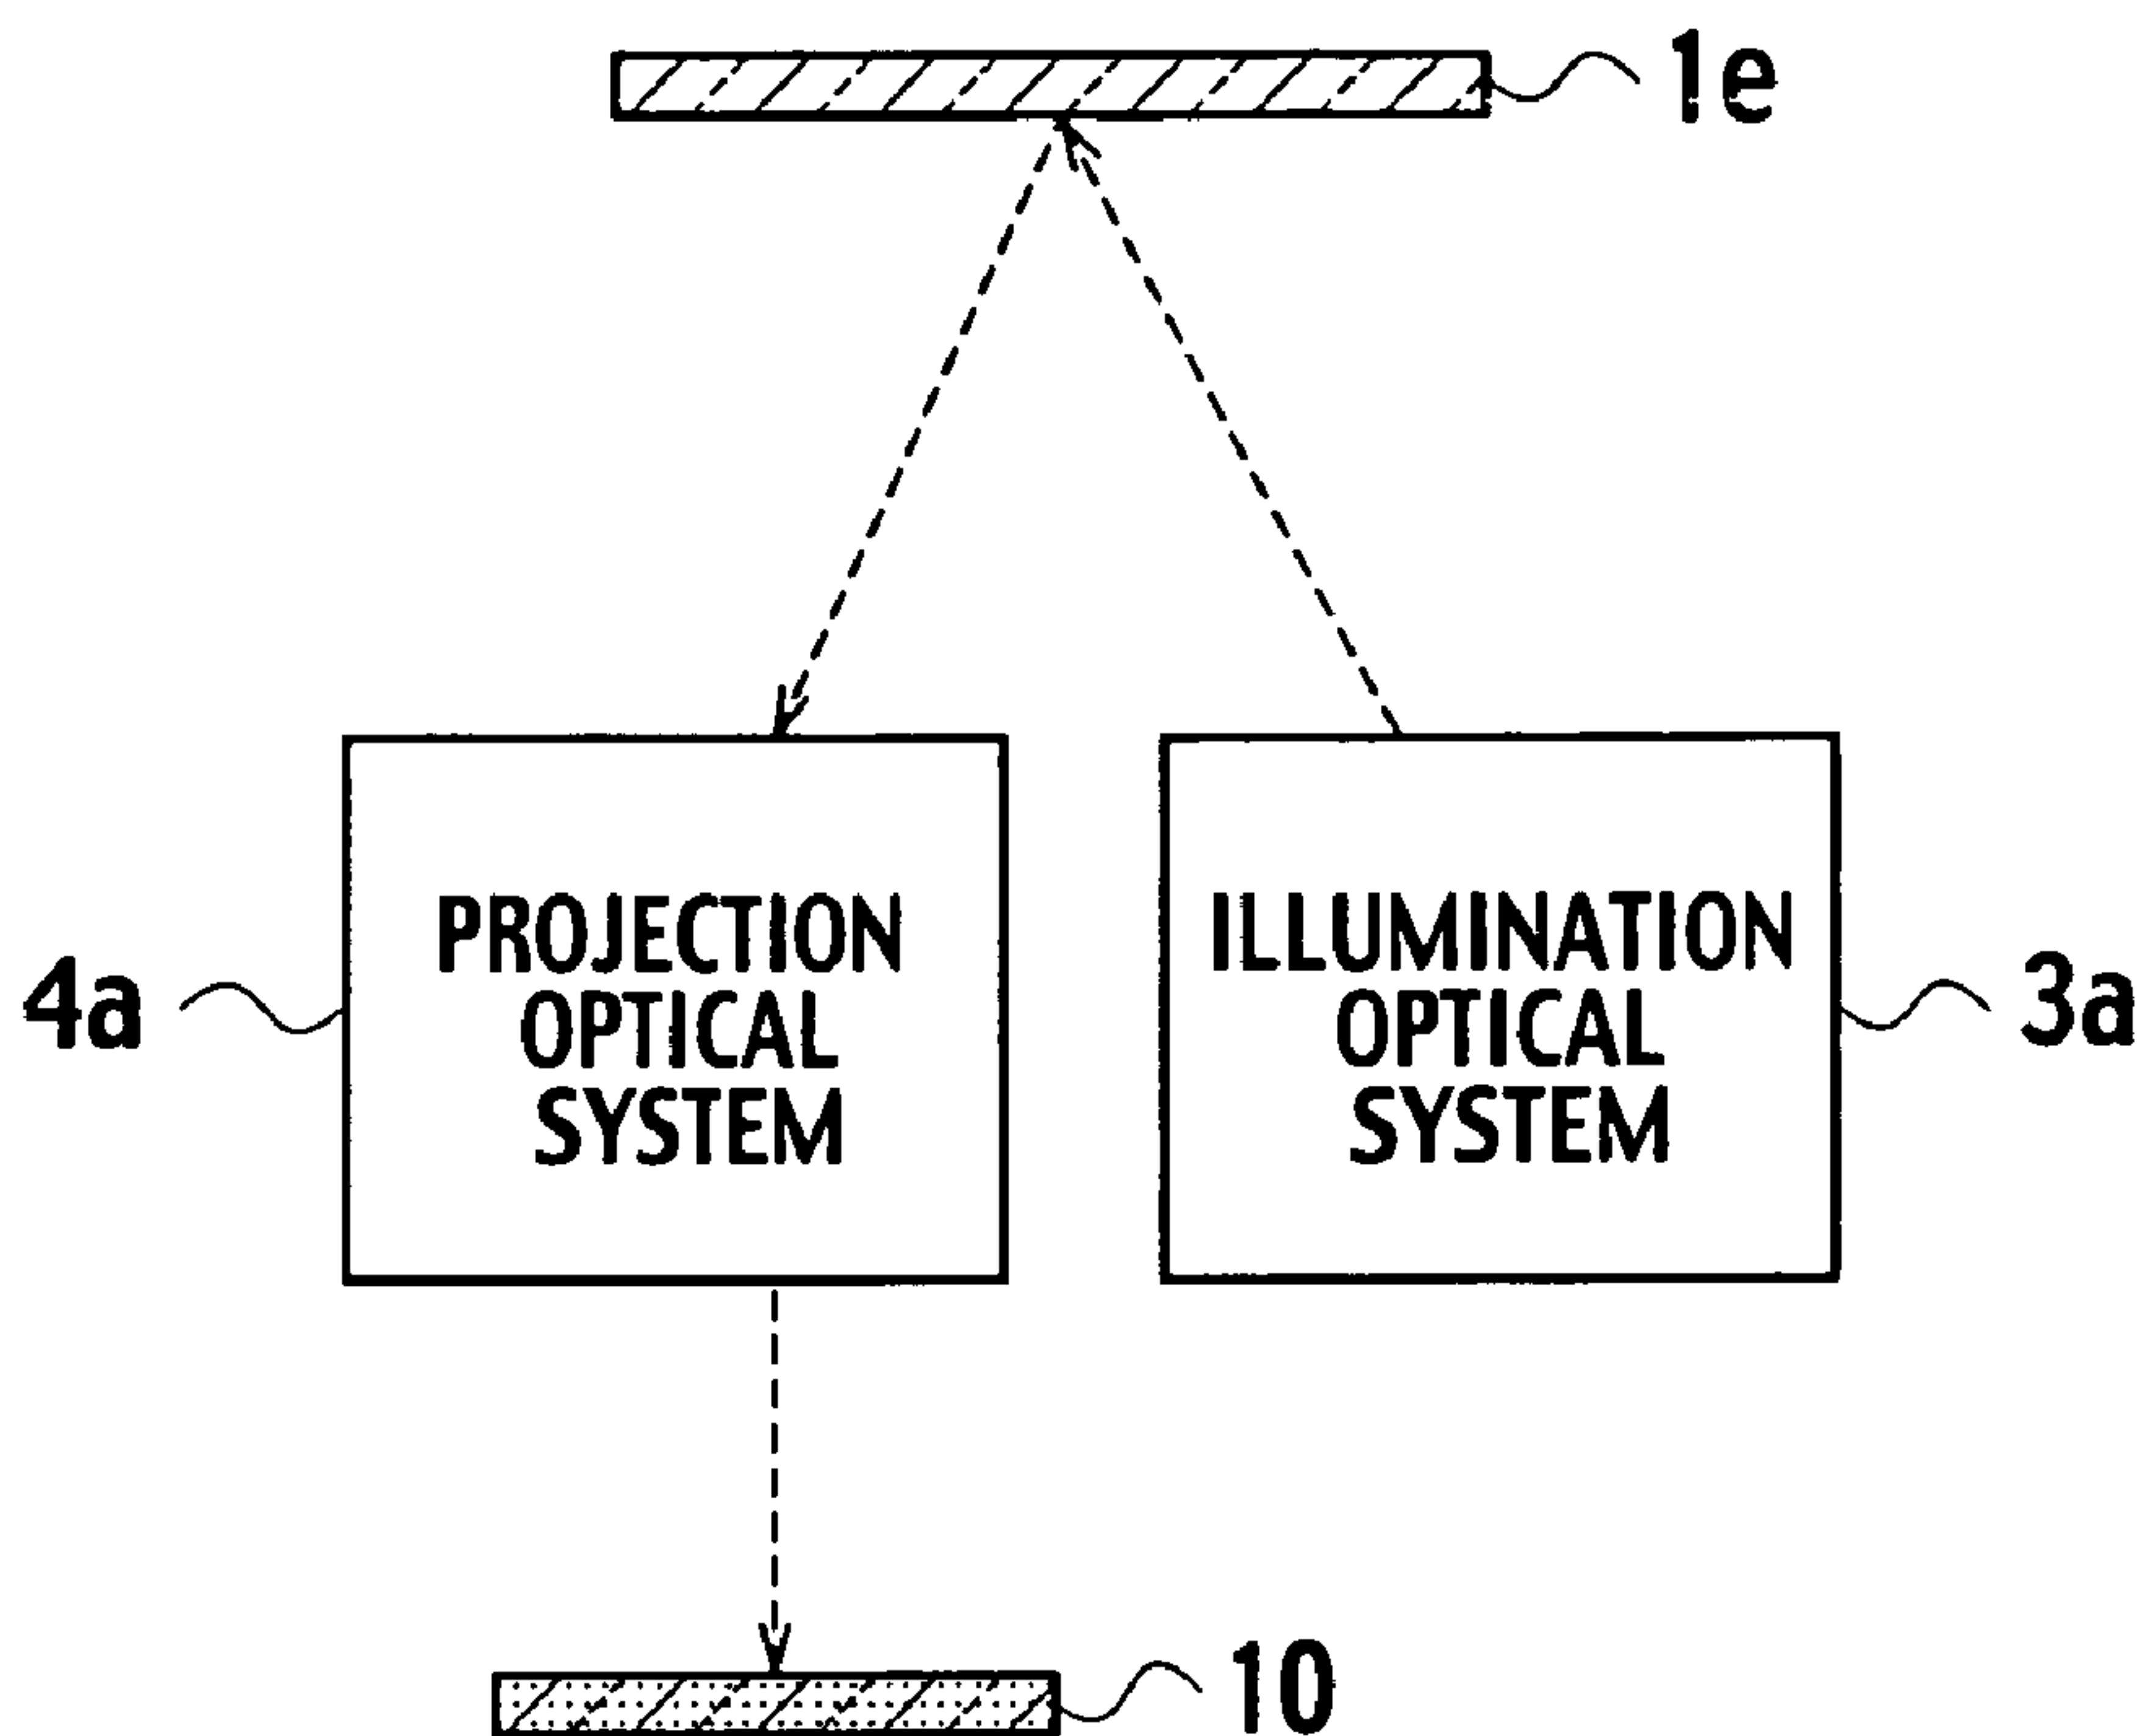 1e
PROJECTION
OPTICAL
SYSTEM
ILLUMINATION
OPTICAL
SYSTEM
4a
3a
10